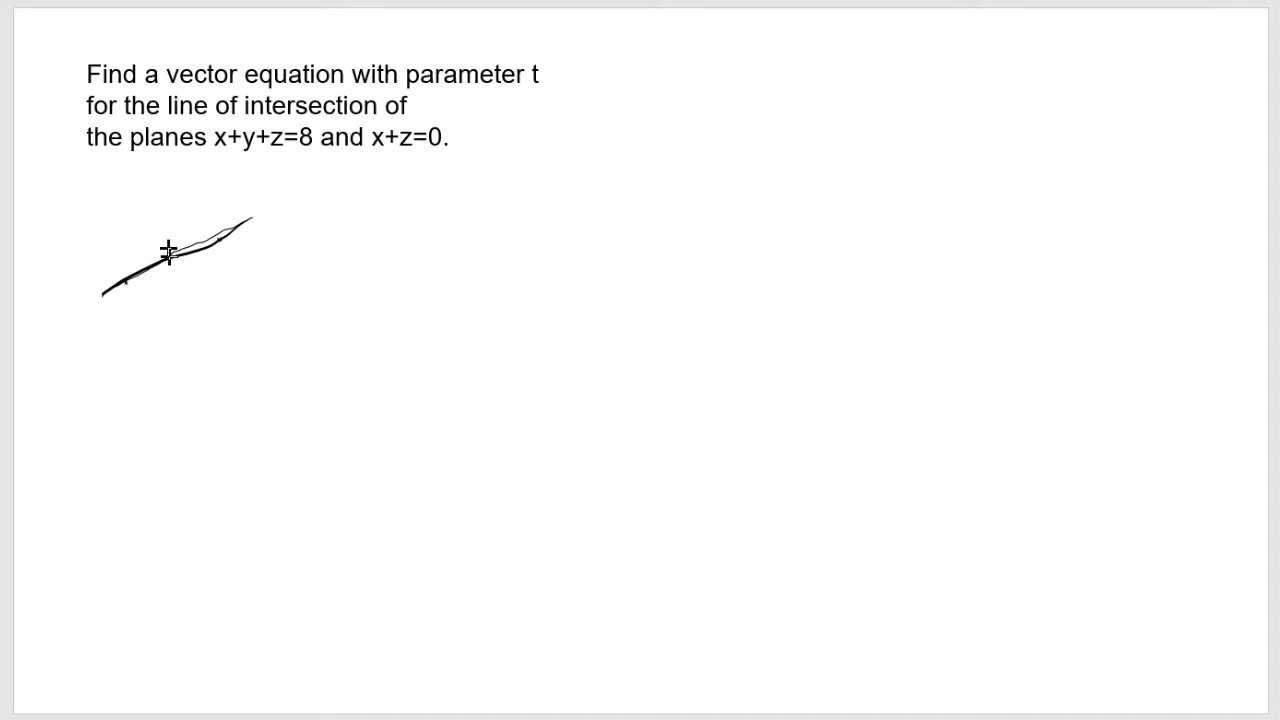 Find a vector equation with parameter t
for the line of intersection of
the planes x+y+z=8 and x+z=0.